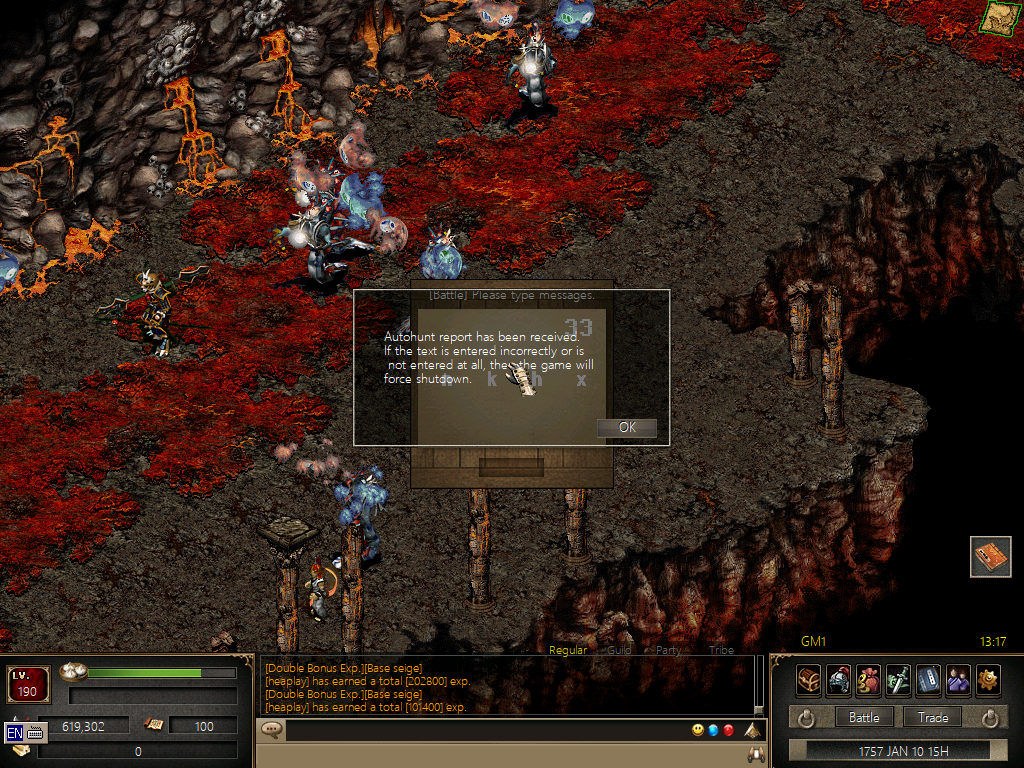 [Battle] Please type messages.
33
Autohunt report has been received.
If the text is entered incorrectly or is
not entered at all, then the game will
force shutdown.
k h x
OK
Regular Guild Party Tribe
GM1 13:17
[Double Bonus Exp.][Base seige]
[heaplay] has earned a total [202800] exp.
[Double Bonus Exp.][Base seige]
[heaplay] has earned a total [101400] exp.
LV.
190
619,302
100
EN
0
Battle Trade
1757 JAN 10 15H